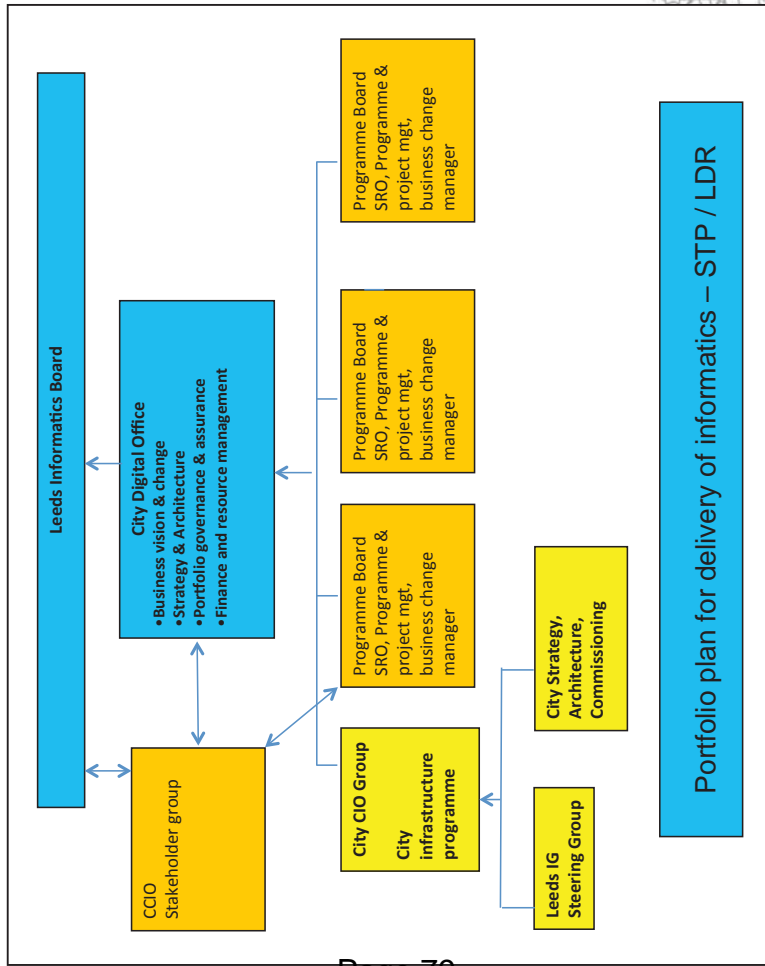 Leeds Informatics Board
City Digital Office
•Business vision & change
•Strategy & Architecture
•Portfolio governance & assurance
•Finance and resource management
CCIO
Stakeholder group
City CIO Group
City
infrastructure
programme
Programme Board
SRO, Programme &
project mgt,
business change
manager
Programme Board
SRO, Programme &
project mgt,
business change
manager
Programme Board
SRO, Programme &
project mgt,
business change
manager
Leeds IG
Steering Group
City Strategy,
Architecture,
Commissioning
Portfolio plan for delivery of informatics – STP / LDR